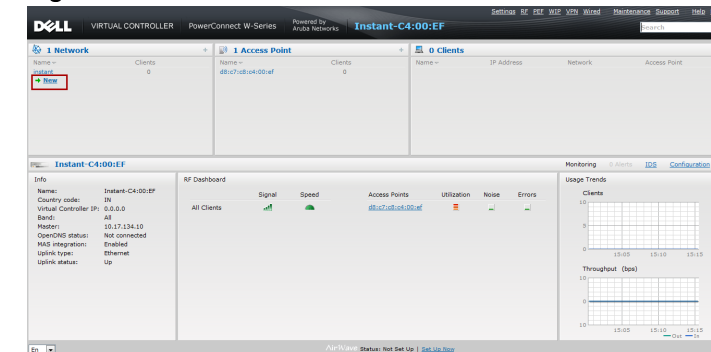 Settings RF PEF WIP VPN Wired Maintenance Support Help
DELL VIRTUAL CONTROLLER PowerConnect W-Series Powered by Aruba Networks Instant-C4:00:EF
Search
1 Network + 1 Access Point + 0 Clients
Name Clients Name Clients Name IP Address Network Access Point
instant 0 d8:c7:c8:c4:00:ef 0
New
Instant-C4:00:EF Monitoring 0 Alerts IDS Configuration
Info RF Dashboard Usage Trends
Name: Instant-C4:00:EF
Country code: IN
Virtual Controller IP: 0.0.0.0
Band: All
Master: 10.17.134.10
OpenDNS status: Not connected
MAS integration: Enabled
Uplink type: Ethernet
Uplink status: Up
Signal Speed Access Points Utilization Noise Errors
All Clients d8:c7:c8:c4:00:ef
Clients
10
5
0
15:05 15:10 15:15
Throughput (bps)
10
0
10
15:05 15:10 15:15
Out In
En AirWave Status: Not Set Up | Set Up Now